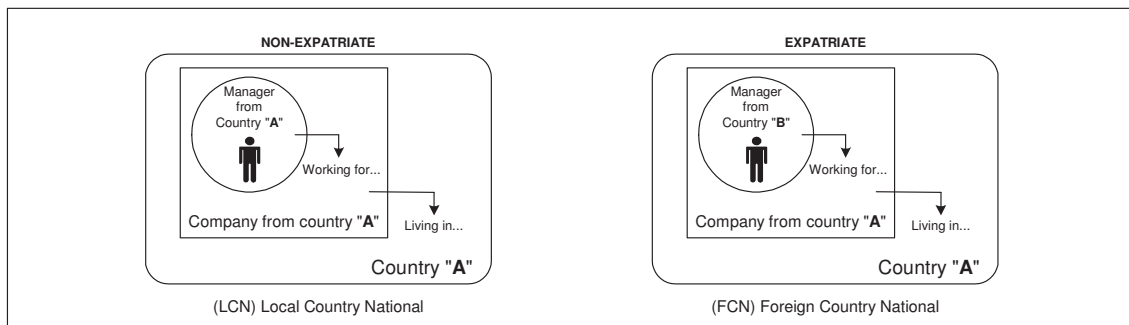 NON-EXPATRIATE
Manager
from
Country "A"
Working for...
Company from country "A"
Living in...
Country "A"
(LCN) Local Country National
EXPATRIATE
Manager
from
Country "B"
Working for...
Company from country "A"
Living in...
Country "A"
(FCN) Foreign Country National